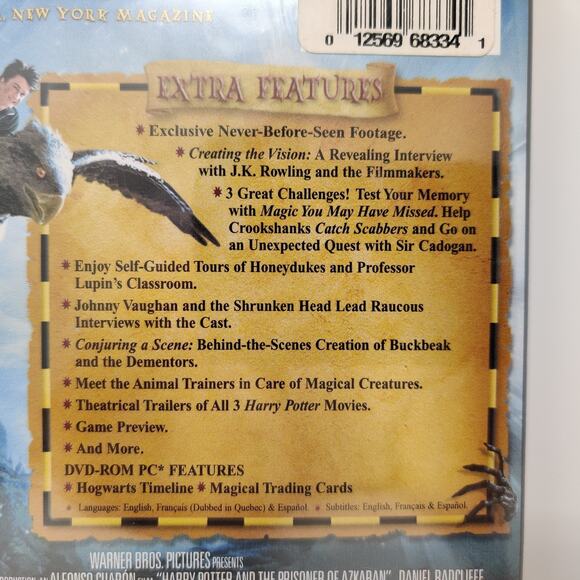 NEW YORK MAGAZINE
0 12569 68334 1
EXTRA FEATURES
✷ Exclusive Never-Before-Seen Footage.
✷ Creating the Vision: A Revealing Interview
with J.K. Rowling and the Filmmakers.
✷ 3 Great Challenges! Test Your Memory
with Magic You May Have Missed. Help
Crookshanks Catch Scabbers and Go on
an Unexpected Quest with Sir Cadogan.
✷ Enjoy Self-Guided Tours of Honeydukes and Professor
Lupin's Classroom.
✷ Johnny Vaughan and the Shrunken Head Lead Raucous
Interviews with the Cast.
✷ Conjuring a Scene: Behind-the-Scenes Creation of Buckbeak
and the Dementors.
✷ Meet the Animal Trainers in Care of Magical Creatures.
✷ Theatrical Trailers of All 3 Harry Potter Movies.
✷ Game Preview.
✷ And More.
DVD-ROM PC* FEATURES
✷ Hogwarts Timeline ✷ Magical Trading Cards
✷ Languages: English, Français (Dubbed in Quebec) & Español. ✷ Subtitles: English, Français & Español.
WARNER BROS. PICTURES PRESENTS
ALFONSO CUARÓN FILM "HARRY POTTER AND THE PRISONER OF AZKABAN" DANIEL RADCLIFFE